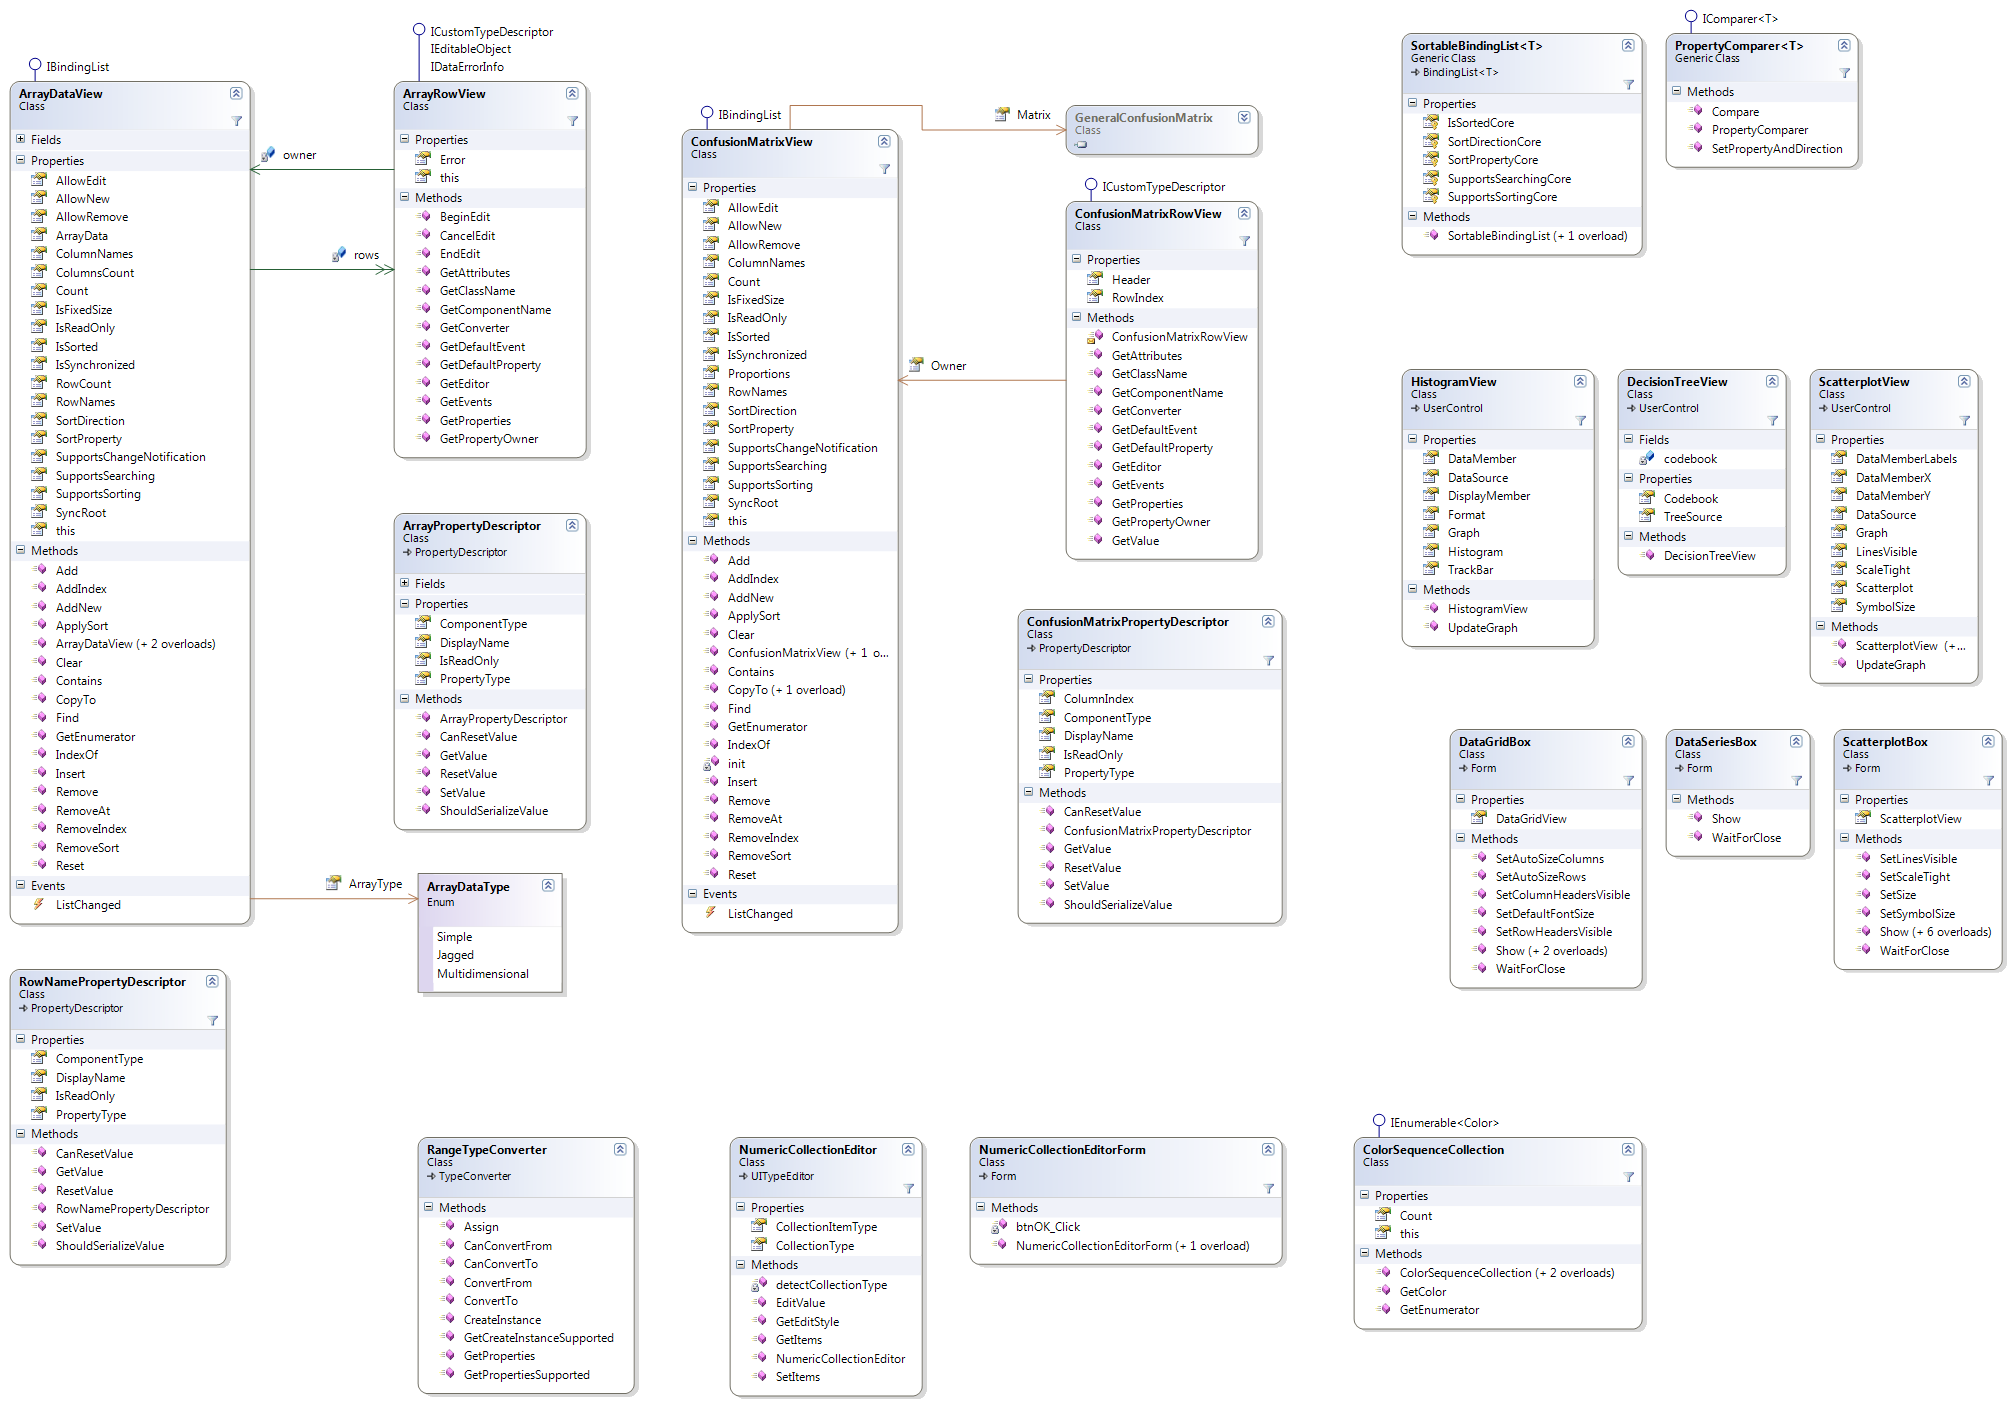 IBindingList
ArrayDataView
Class
Fields
Properties
AllowEdit
AllowNew
AllowRemove
ArrayData
ColumnNames
ColumnsCount
Count
IsFixedSize
IsReadOnly
IsSorted
IsSynchronized
RowCount
RowNames
SortDirection
SortProperty
SupportsChangeNotification
SupportsSearching
SupportsSorting
SyncRoot
this
Methods
Add
AddIndex
AddNew
ApplySort
ArrayDataView (+ 2 overloads)
Clear
Contains
CopyTo
Find
GetEnumerator
IndexOf
Insert
Remove
RemoveAt
RemoveIndex
RemoveSort
Reset
Events
ListChanged
owner
rows
ArrayType
ICustomTypeDescriptor
IEditableObject
IDataErrorInfo
ArrayRowView
Class
Properties
Error
this
Methods
BeginEdit
CancelEdit
EndEdit
GetAttributes
GetClassName
GetComponentName
GetConverter
GetDefaultEvent
GetDefaultProperty
GetEditor
GetEvents
GetProperties
GetPropertyOwner
ArrayPropertyDescriptor
Class
PropertyDescriptor
Fields
Properties
ComponentType
DisplayName
IsReadOnly
PropertyType
Methods
ArrayPropertyDescriptor
CanResetValue
GetValue
ResetValue
SetValue
ShouldSerializeValue
ArrayDataType
Enum
Simple
Jagged
Multidimensional
RowNamePropertyDescriptor
Class
PropertyDescriptor
Properties
ComponentType
DisplayName
IsReadOnly
PropertyType
Methods
CanResetValue
GetValue
ResetValue
RowNamePropertyDescriptor
SetValue
ShouldSerializeValue
IBindingList
ConfusionMatrixView
Class
Properties
AllowEdit
AllowNew
AllowRemove
ColumnNames
Count
IsFixedSize
IsReadOnly
IsSorted
IsSynchronized
Proportions
RowNames
SortDirection
SortProperty
SupportsChangeNotification
SupportsSearching
SupportsSorting
SyncRoot
this
Methods
Add
AddIndex
AddNew
ApplySort
Clear
ConfusionMatrixView (+ 1 o...
Contains
CopyTo (+ 1 overload)
Find
GetEnumerator
IndexOf
init
Insert
Remove
RemoveAt
RemoveIndex
RemoveSort
Reset
Events
ListChanged
Matrix
GeneralConfusionMatrix
Class
Owner
ICustomTypeDescriptor
ConfusionMatrixRowView
Class
Properties
Header
RowIndex
Methods
ConfusionMatrixRowView
GetAttributes
GetClassName
GetComponentName
GetConverter
GetDefaultEvent
GetDefaultProperty
GetEditor
GetEvents
GetProperties
GetPropertyOwner
GetValue
ConfusionMatrixPropertyDescriptor
Class
PropertyDescriptor
Properties
ColumnIndex
ComponentType
DisplayName
IsReadOnly
PropertyType
Methods
CanResetValue
ConfusionMatrixPropertyDescriptor
GetValue
ResetValue
SetValue
ShouldSerializeValue
SortableBindingList<T>
Generic Class
BindingList<T>
Properties
IsSortedCore
SortDirectionCore
SortPropertyCore
SupportsSearchingCore
SupportsSortingCore
Methods
SortableBindingList (+ 1 overload)
IComparer<T>
PropertyComparer<T>
Generic Class
Methods
Compare
PropertyComparer
SetPropertyAndDirection
HistogramView
Class
UserControl
Properties
DataMember
DataSource
DisplayMember
Format
Graph
Histogram
TrackBar
Methods
HistogramView
UpdateGraph
DecisionTreeView
Class
UserControl
Fields
codebook
Properties
Codebook
TreeSource
Methods
DecisionTreeView
ScatterplotView
Class
UserControl
Properties
DataMemberLabels
DataMemberX
DataMemberY
DataSource
Graph
LinesVisible
ScaleTight
Scatterplot
SymbolSize
Methods
ScatterplotView (+...
UpdateGraph
DataGridBox
Class
Form
Properties
DataGridView
Methods
SetAutoSizeColumns
SetAutoSizeRows
SetColumnHeadersVisible
SetDefaultFontSize
SetRowHeadersVisible
Show (+ 2 overloads)
WaitForClose
DataSeriesBox
Class
Form
Methods
Show
WaitForClose
ScatterplotBox
Class
Form
Properties
ScatterplotView
Methods
SetLinesVisible
SetScaleTight
SetSize
SetSymbolSize
Show (+ 6 overloads)
WaitForClose
RangeTypeConverter
Class
TypeConverter
Methods
Assign
CanConvertFrom
CanConvertTo
ConvertFrom
ConvertTo
CreateInstance
GetCreateInstanceSupported
GetProperties
GetPropertiesSupported
NumericCollectionEditor
Class
UITypeEditor
Properties
CollectionItemType
CollectionType
Methods
detectCollectionType
EditValue
GetEditStyle
GetItems
NumericCollectionEditor
SetItems
NumericCollectionEditorForm
Class
Form
Methods
btnOK_Click
NumericCollectionEditorForm (+ 1 overload)
IEnumerable<Color>
ColorSequenceCollection
Class
Properties
Count
this
Methods
ColorSequenceCollection (+ 2 overloads)
GetColor
GetEnumerator